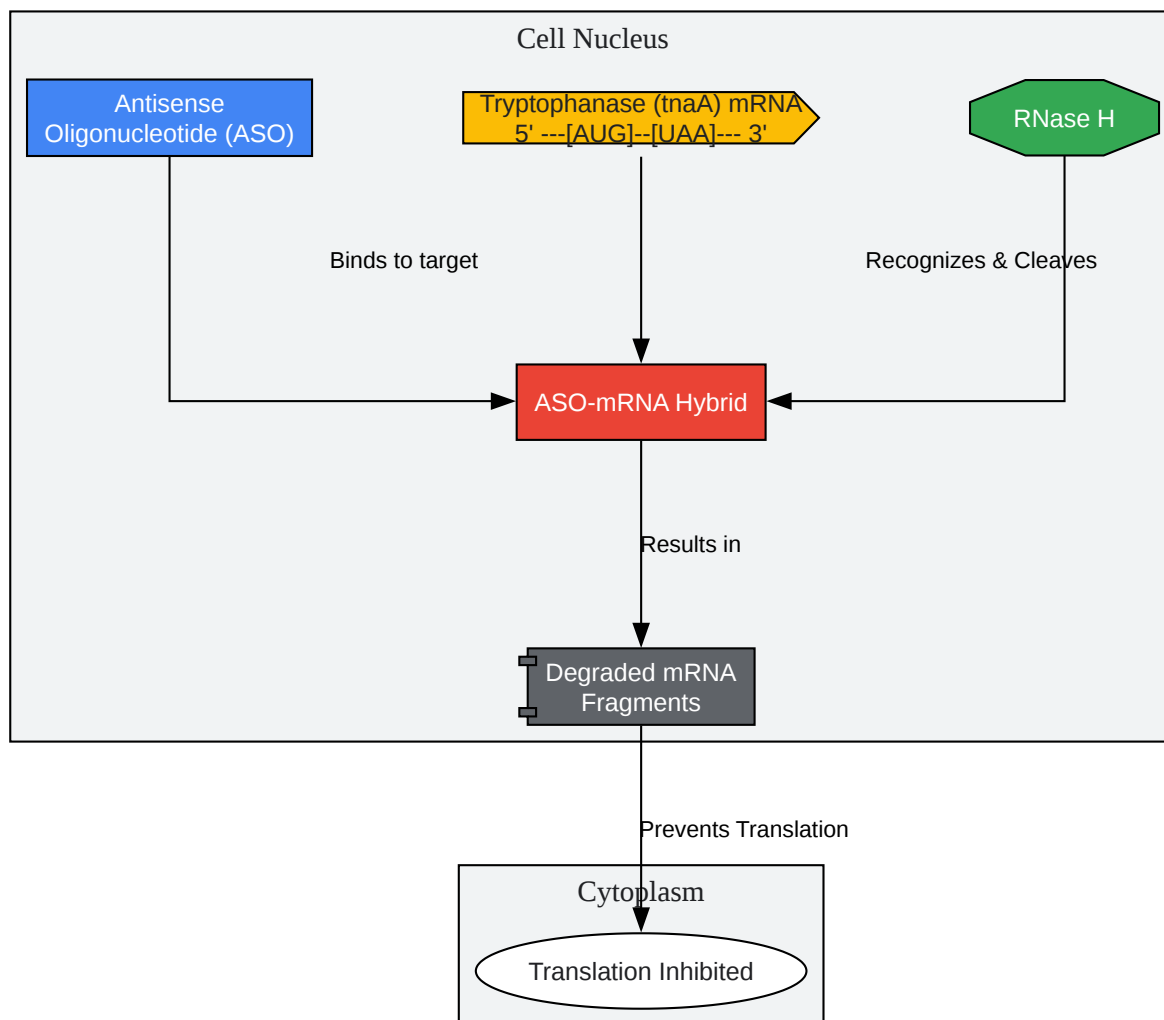 Cell Nucleus
Antisense
Oligonucleotide (ASO)
Tryptophanase (tnaA) mRNA
5' ---[AUG]--[UAA]--- 3'
RNase H
Binds to target
Recognizes & Cleaves
ASO-mRNA Hybrid
Results in
Degraded mRNA
Fragments
Prevents Translation
Cytoplasm
Translation Inhibited